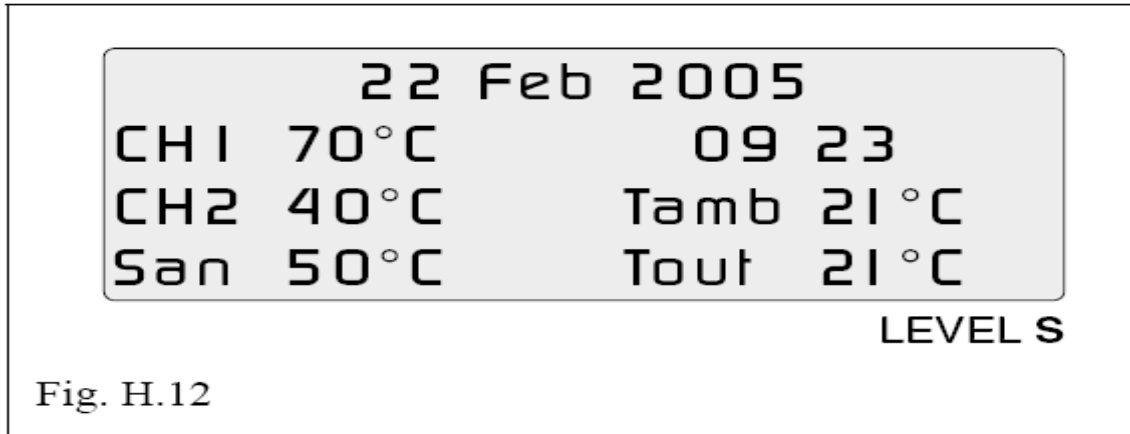 22 Feb 2005
CH1 70°C 09 23
CH2 40°C Tamb 21°C
San 50°C Tout 21°C
LEVEL S
Fig. H.12